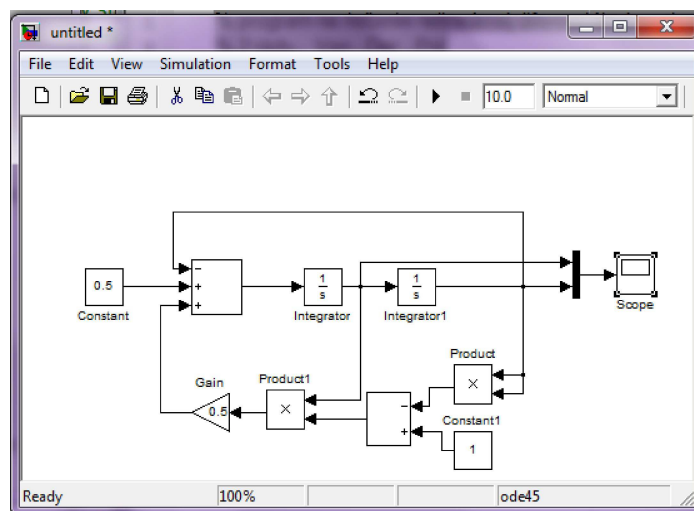 untitled *
File Edit View Simulation Format Tools Help
10.0 Normal
0.5
Constant
−
+
+
1
s
Integrator
1
s
Integrator1
Scope
Product
×
Gain
0.5
Product1
×
−
+
Constant1
1
Ready 100% ode45